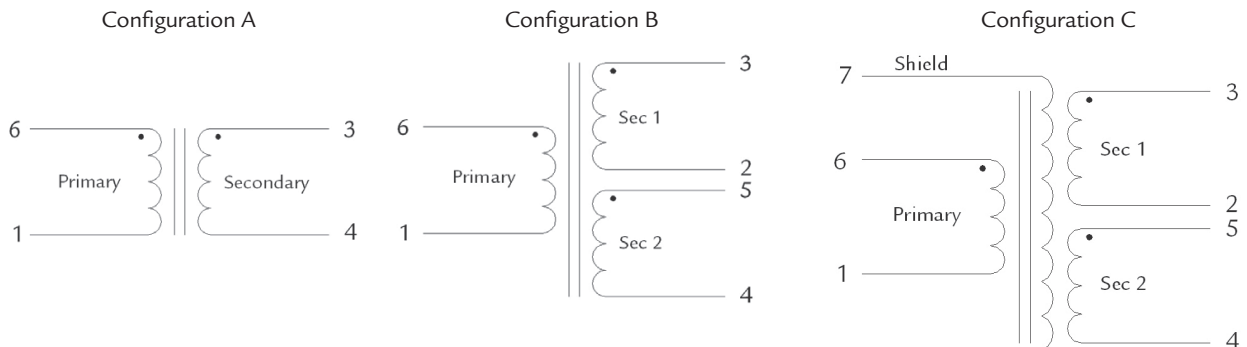 Configuration A
6
3
Primary
Secondary
1
4
Configuration B
3
6
Sec 1
Primary
2
5
1
Sec 2
4
Configuration C
7
Shield
3
6
Sec 1
Primary
2
5
1
Sec 2
4